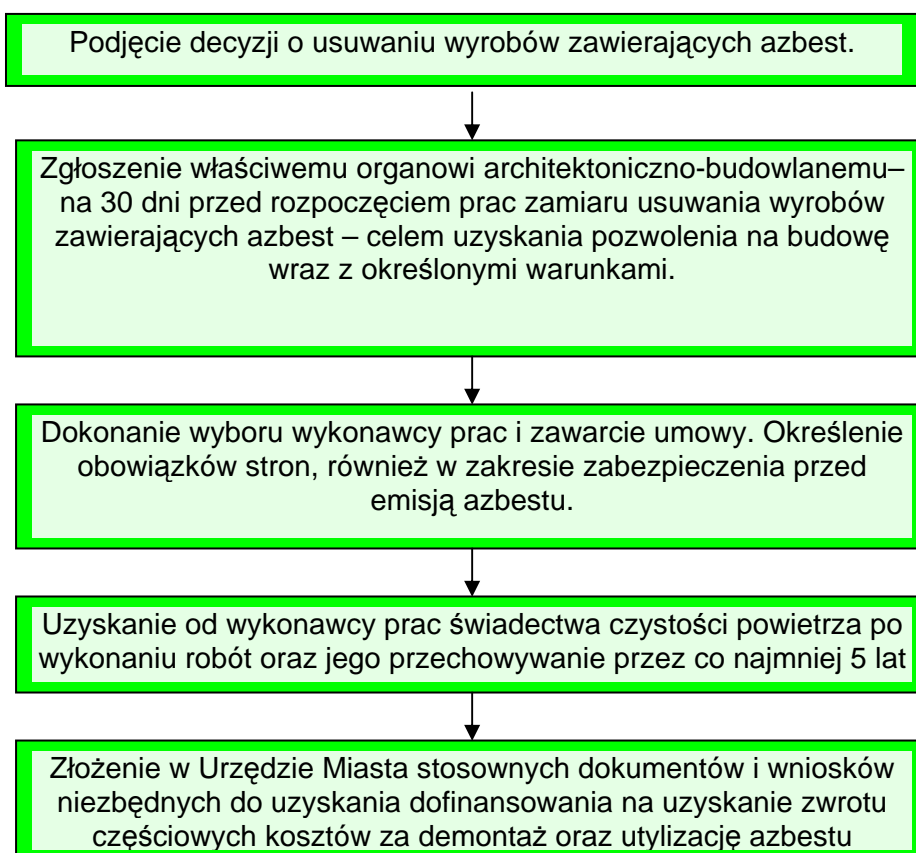 Podjęcie decyzji o usuwaniu wyrobów zawierających azbest.
Zgłoszenie właściwemu organowi architektoniczno-budowlanemu–
na 30 dni przed rozpoczęciem prac zamiaru usuwania wyrobów
zawierających azbest – celem uzyskania pozwolenia na budowę
wraz z określonymi warunkami.
Dokonanie wyboru wykonawcy prac i zawarcie umowy. Określenie
obowiązków stron, również w zakresie zabezpieczenia przed
emisją azbestu.
Uzyskanie od wykonawcy prac świadectwa czystości powietrza po
wykonaniu robót oraz jego przechowywanie przez co najmniej 5 lat
Złożenie w Urzędzie Miasta stosownych dokumentów i wniosków
niezbędnych do uzyskania dofinansowania na uzyskanie zwrotu
częściowych kosztów za demontaż oraz utylizację azbestu